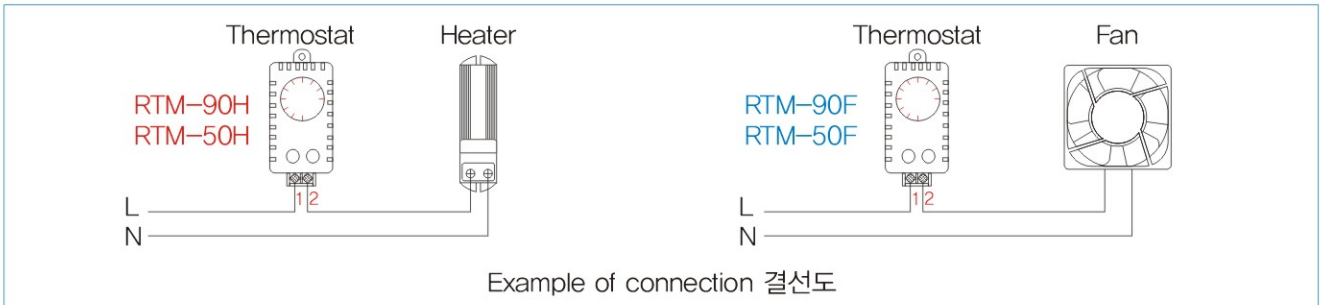 Thermostat Heater
RTM-90H
RTM-50H
1 2
L
N
Thermostat Fan
RTM-90F
RTM-50F
1 2
L
N
Example of connection 결선도